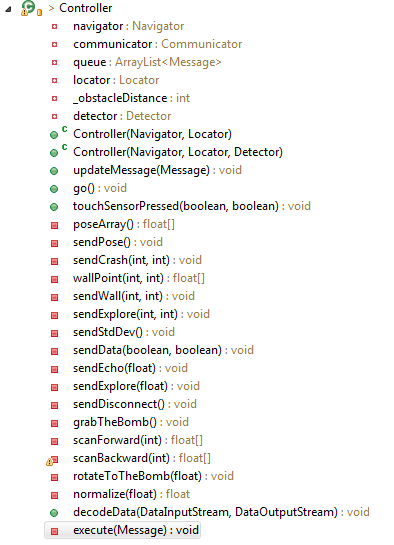 > Controller
navigator : Navigator
communicator : Communicator
queue : ArrayList<Message>
locator : Locator
_obstacleDistance : int
detector : Detector
C Controller(Navigator, Locator)
C Controller(Navigator, Locator, Detector)
updateMessage(Message) : void
go() : void
touchSensorPressed(boolean, boolean) : void
poseArray() : float[]
sendPose() : void
sendCrash(int, int) : void
wallPoint(int, int) : float[]
sendWall(int, int) : void
sendExplore(int, int) : void
sendStdDev() : void
sendData(boolean, boolean) : void
sendEcho(float) : void
sendExplore(float) : void
sendDisconnect() : void
grabTheBomb() : void
scanForward(int) : float[]
scanBackward(int) : float[]
rotateToTheBomb(float) : void
normalize(float) : float
decodeData(DataInputStream, DataOutputStream) : void
execute(Message) : void